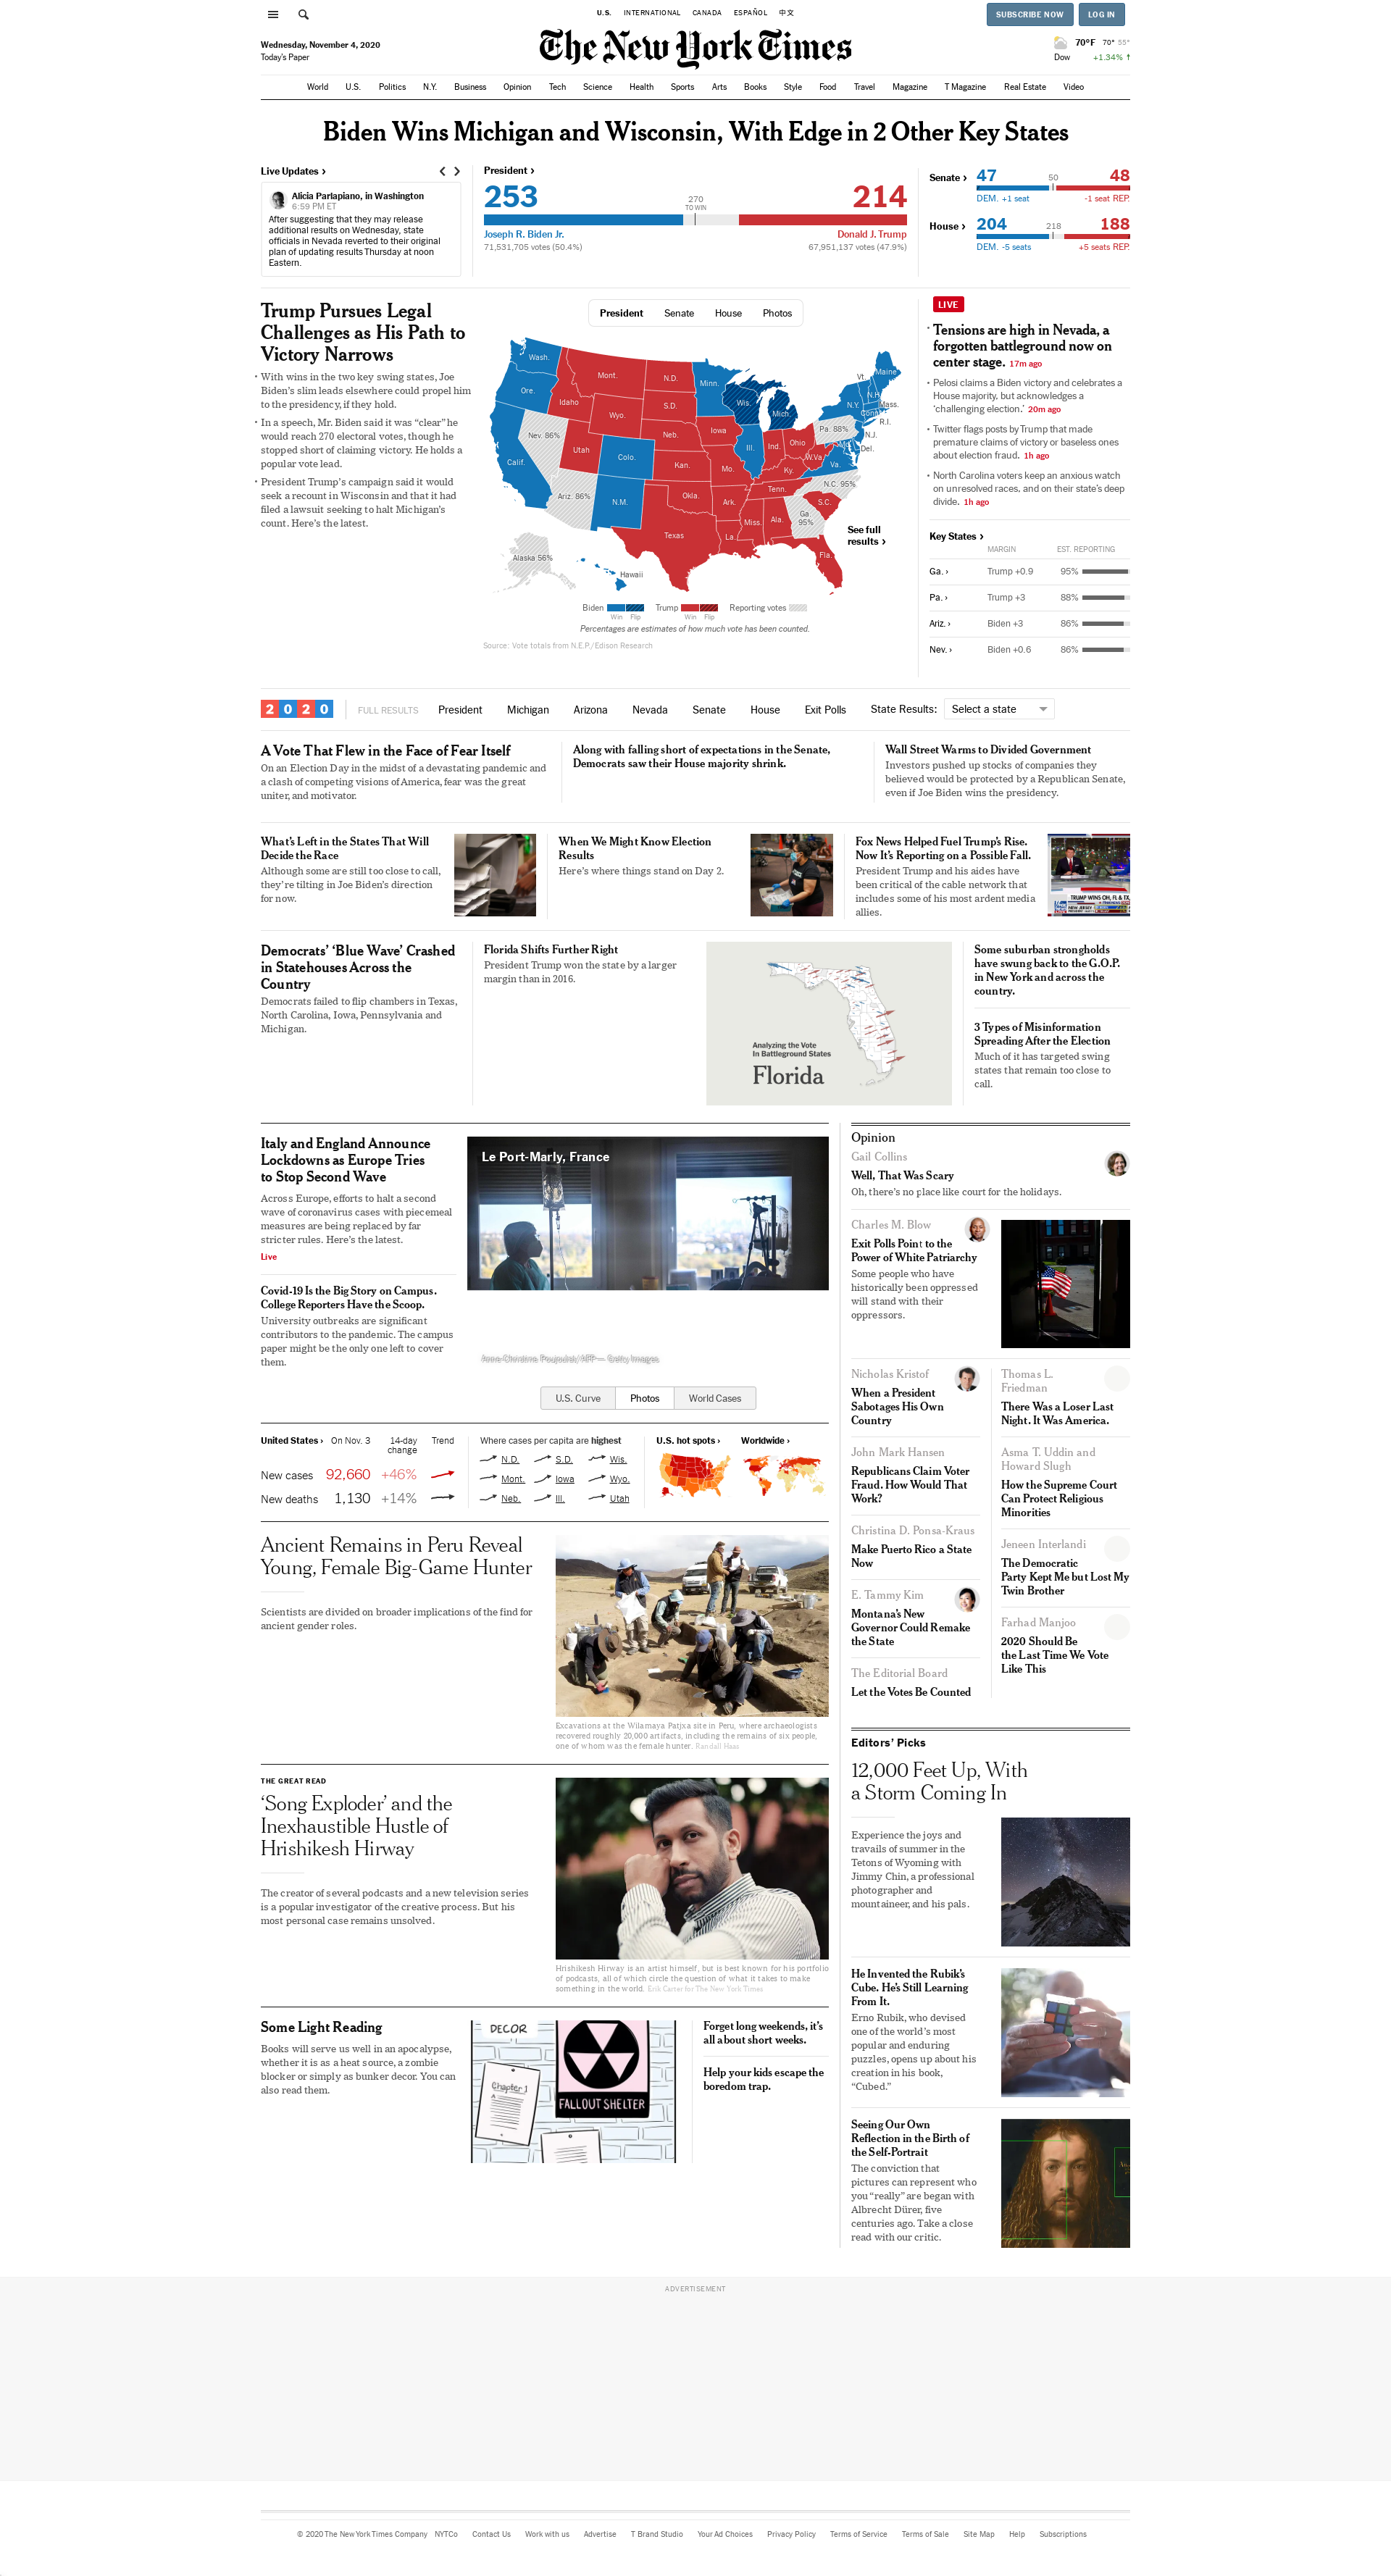 U.S. INTERNATIONAL CANADA ESPAÑOL 中文
SUBSCRIBE NOW LOG IN
Wednesday, November 4, 2020
Today's Paper
The New York Times
70°F 70° 55°
Dow +1.34% ↑
World U.S. Politics N.Y. Business Opinion Tech Science Health Sports Arts Books Style Food Travel Magazine T Magazine Real Estate Video
Biden Wins Michigan and Wisconsin, With Edge in 2 Other Key States
Live Updates ›
Alicia Parlapiano, in Washington
6:59 PM ET
After suggesting that they may release
additional results on Wednesday, state
officials in Nevada reverted to their original
plan of updating results Thursday at noon
Eastern.
President ›
253 214
270
TO WIN
Joseph R. Biden Jr. Donald J. Trump
71,531,705 votes (50.4%) 67,951,137 votes (47.9%)
Senate › 47 50 48
DEM. +1 seat -1 seat REP.
House › 204 218 188
DEM. -5 seats +5 seats REP.
Trump Pursues Legal
Challenges as His Path to
Victory Narrows
• With wins in the two key swing states, Joe
Biden's slim leads elsewhere could propel him
to the presidency, if they hold.
• In a speech, Mr. Biden said it was “clear” he
would reach 270 electoral votes, though he
stopped short of claiming victory. He holds a
popular vote lead.
• President Trump's campaign said it would
seek a recount in Wisconsin and that it had
filed a lawsuit seeking to halt Michigan's
count. Here's the latest.
President Senate House Photos
Wash.
Ore.
Calif.
Nev. 86%
Idaho
Mont.
Wyo.
Utah
Colo.
Ariz. 86%
N.M.
N.D.
S.D.
Neb.
Kan.
Okla.
Texas
Minn.
Iowa
Mo.
Ark.
La.
Wis.
Ill.
Mich.
Ind.
Ohio
Ky.
Tenn.
Miss.
Ala.
Ga.
95%
Fla.
S.C.
N.C. 95%
Va.
W.Va.
Md.
Del.
Pa. 88%
N.J.
N.Y.
Conn.
R.I.
Mass.
Vt.
N.H.
Maine
Alaska 56%
Hawaii
See full
results ›
Biden Trump Reporting votes
Win Flip Win Flip
Percentages are estimates of how much vote has been counted.
Source: Vote totals from N.E.P./Edison Research
LIVE
• Tensions are high in Nevada, a
forgotten battleground now on
center stage. 17m ago
• Pelosi claims a Biden victory and celebrates a
House majority, but acknowledges a
‘challenging election.’ 20m ago
• Twitter flags posts by Trump that made
premature claims of victory or baseless ones
about election fraud. 1h ago
• North Carolina voters keep an anxious watch
on unresolved races, and on their state's deep
divide. 1h ago
Key States ›
MARGIN EST. REPORTING
Ga. › Trump +0.9 95%
Pa. › Trump +3 88%
Ariz. › Biden +3 86%
Nev. › Biden +0.6 86%
2020 FULL RESULTS President Michigan Arizona Nevada Senate House Exit Polls State Results: Select a state
A Vote That Flew in the Face of Fear Itself
On an Election Day in the midst of a devastating pandemic and
a clash of competing visions of America, fear was the great
uniter, and motivator.
Along with falling short of expectations in the Senate,
Democrats saw their House majority shrink.
Wall Street Warms to Divided Government
Investors pushed up stocks of companies they
believed would be protected by a Republican Senate,
even if Joe Biden wins the presidency.
What's Left in the States That Will
Decide the Race
Although some are still too close to call,
they're tilting in Joe Biden's direction
for now.
When We Might Know Election
Results
Here's where things stand on Day 2.
Fox News Helped Fuel Trump's Rise.
Now It's Reporting on a Possible Fall.
President Trump and his aides have
been critical of the cable network that
includes some of his most ardent media
allies.
TRUMP WINS OH, FL & TX
Democrats’ ‘Blue Wave’ Crashed
in Statehouses Across the
Country
Democrats failed to flip chambers in Texas,
North Carolina, Iowa, Pennsylvania and
Michigan.
Florida Shifts Further Right
President Trump won the state by a larger
margin than in 2016.
Analyzing the Vote
In Battleground States
Florida
Some suburban strongholds
have swung back to the G.O.P.
in New York and across the
country.
3 Types of Misinformation
Spreading After the Election
Much of it has targeted swing
states that remain too close to
call.
Italy and England Announce
Lockdowns as Europe Tries
to Stop Second Wave
Across Europe, efforts to halt a second
wave of coronavirus cases with piecemeal
measures are being replaced by far
stricter rules. Here's the latest.
Live
Covid-19 Is the Big Story on Campus.
College Reporters Have the Scoop.
University outbreaks are significant
contributors to the pandemic. The campus
paper might be the only one left to cover
them.
Le Port-Marly, France
Anne-Christine Poujoulat/AFP — Getty Images
U.S. Curve Photos World Cases
United States › On Nov. 3 14-day
change Trend
New cases 92,660 +46%
New deaths 1,130 +14%
Where cases per capita are highest
N.D. S.D. Wis.
Mont. Iowa Wyo.
Neb. Ill. Utah
U.S. hot spots › Worldwide ›
Ancient Remains in Peru Reveal
Young, Female Big-Game Hunter
Scientists are divided on broader implications of the find for
ancient gender roles.
Excavations at the Wilamaya Patjxa site in Peru, where archaeologists
recovered roughly 20,000 artifacts, including the remains of six people,
one of whom was the female hunter. Randall Haas
THE GREAT READ
‘Song Exploder’ and the
Inexhaustible Hustle of
Hrishikesh Hirway
The creator of several podcasts and a new television series
is a popular investigator of the creative process. But his
most personal case remains unsolved.
Hrishikesh Hirway is an artist himself, but is best known for his portfolio
of podcasts, all of which circle the question of what it takes to make
something in the world. Erik Carter for The New York Times
Some Light Reading
Books will serve us well in an apocalypse,
whether it is as a heat source, a zombie
blocker or simply as bunker decor. You can
also read them.
DECOR
Chapter 1
FALLOUT SHELTER
Forget long weekends, it's
all about short weeks.
Help your kids escape the
boredom trap.
Opinion
Gail Collins
Well, That Was Scary
Oh, there's no place like court for the holidays.
Charles M. Blow
Exit Polls Point to the
Power of White Patriarchy
Some people who have
historically been oppressed
will stand with their
oppressors.
Nicholas Kristof
When a President
Sabotages His Own
Country
John Mark Hansen
Republicans Claim Voter
Fraud. How Would That
Work?
Christina D. Ponsa-Kraus
Make Puerto Rico a State
Now
E. Tammy Kim
Montana's New
Governor Could Remake
the State
The Editorial Board
Let the Votes Be Counted
Thomas L.
Friedman
There Was a Loser Last
Night. It Was America.
Asma T. Uddin and
Howard Slugh
How the Supreme Court
Can Protect Religious
Minorities
Jeneen Interlandi
The Democratic
Party Kept Me but Lost My
Twin Brother
Farhad Manjoo
2020 Should Be
the Last Time We Vote
Like This
Editors’ Picks
12,000 Feet Up, With
a Storm Coming In
Experience the joys and
travails of summer in the
Tetons of Wyoming with
Jimmy Chin, a professional
photographer and
mountaineer, and his pals.
He Invented the Rubik's
Cube. He's Still Learning
From It.
Erno Rubik, who devised
one of the world's most
popular and enduring
puzzles, opens up about his
creation in his book,
“Cubed.”
Seeing Our Own
Reflection in the Birth of
the Self-Portrait
The conviction that
pictures can represent who
you “really” are began with
Albrecht Dürer, five
centuries ago. Take a close
read with our critic.
ADVERTISEMENT
© 2020 The New York Times Company NYTCo Contact Us Work with us Advertise T Brand Studio Your Ad Choices Privacy Policy Terms of Service Terms of Sale Site Map Help Subscriptions